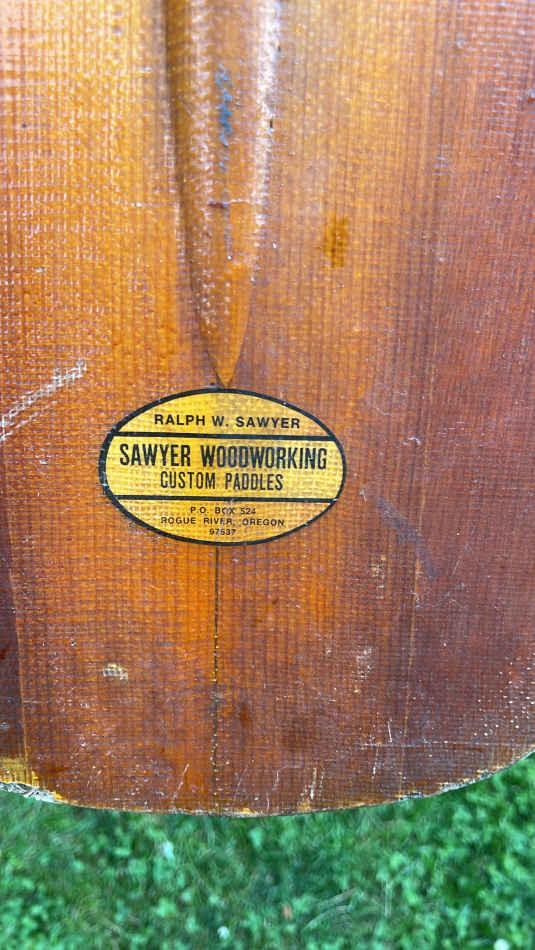 RALPH W. SAWYER
SAWYER WOODWORKING
CUSTOM PADDLES
P.O. BOX 524
ROGUE RIVER, OREGON
97537